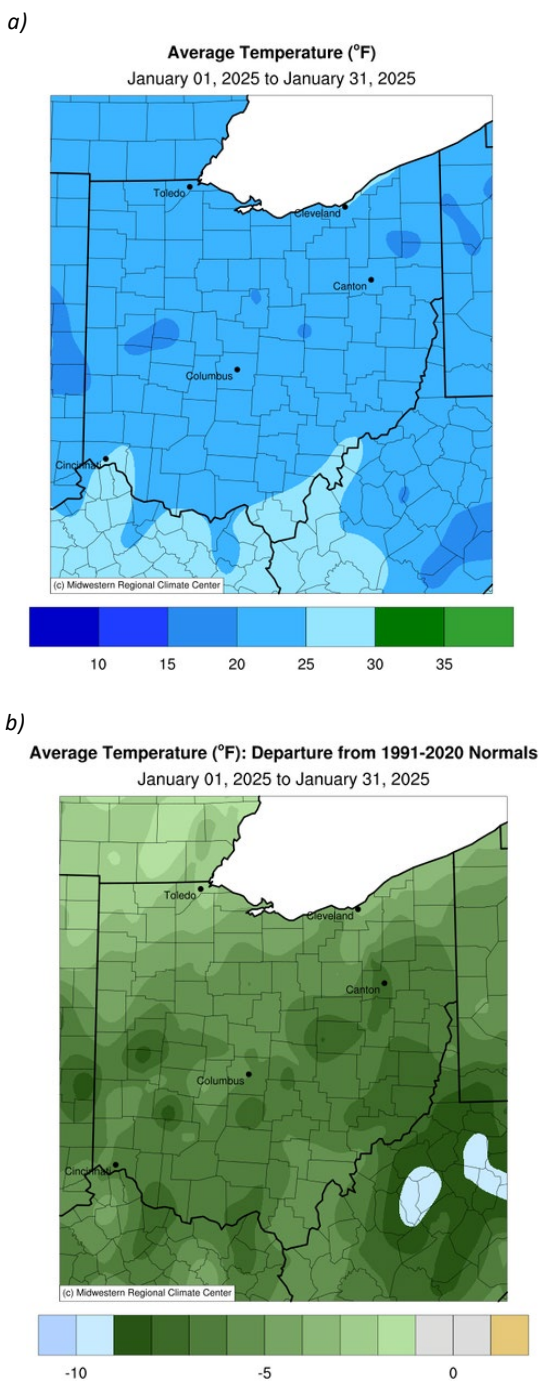 a)
Average Temperature (°F)
January 01, 2025 to January 31, 2025
Toledo
Cleveland
Canton
Columbus
Cincinnati
(c) Midwestern Regional Climate Center
10 15 20 25 30 35
b)
Average Temperature (°F): Departure from 1991-2020 Normals
January 01, 2025 to January 31, 2025
Toledo
Cleveland
Canton
Columbus
Cincinnati
(c) Midwestern Regional Climate Center
-10 -5 0